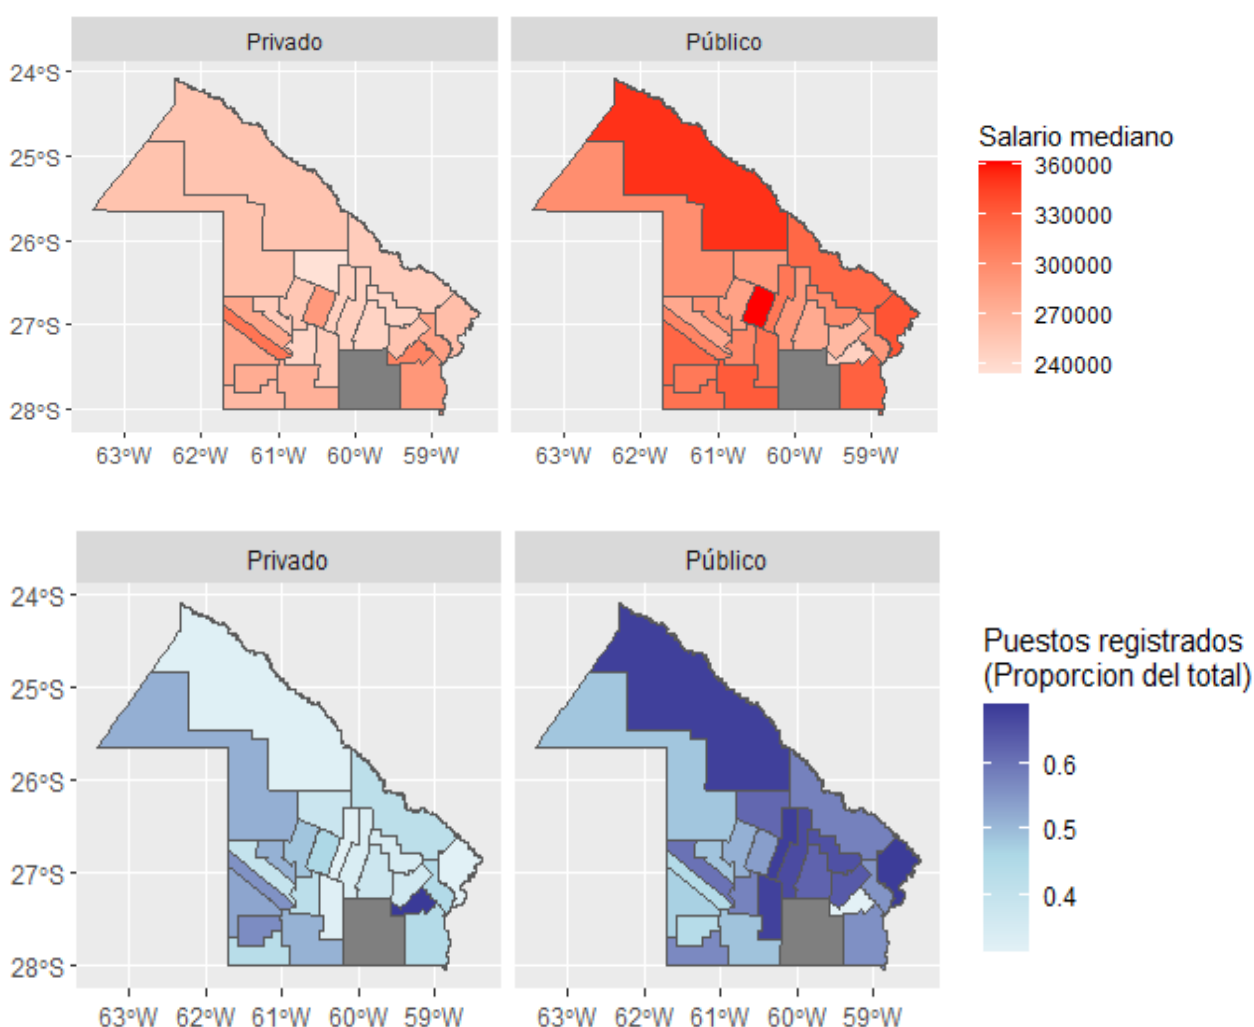 Privado Público
24°S
25°S
26°S
27°S
28°S
63°W 62°W 61°W 60°W 59°W 63°W 62°W 61°W 60°W 59°W
Salario mediano
360000
330000
300000
270000
240000
Privado Público
24°S
25°S
26°S
27°S
28°S
63°W 62°W 61°W 60°W 59°W 63°W 62°W 61°W 60°W 59°W
Puestos registrados
(Proporcion del total)
0.6
0.5
0.4